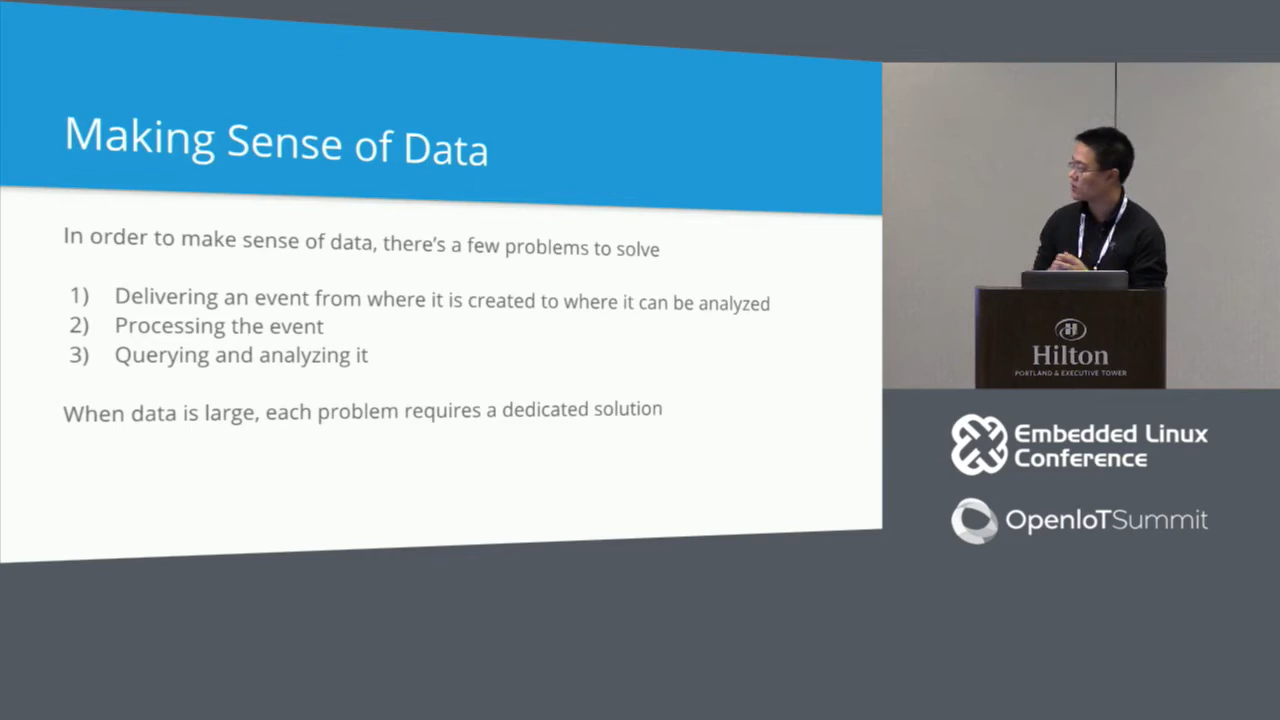 Making Sense of Data
In order to make sense of data, there's a few problems to solve
1) Delivering an event from where it is created to where it can be analyzed
2) Processing the event
3) Querying and analyzing it
When data is large, each problem requires a dedicated solution
Hilton
PORTLAND & EXECUTIVE TOWER
Embedded Linux
Conference
OpenIoTSummit